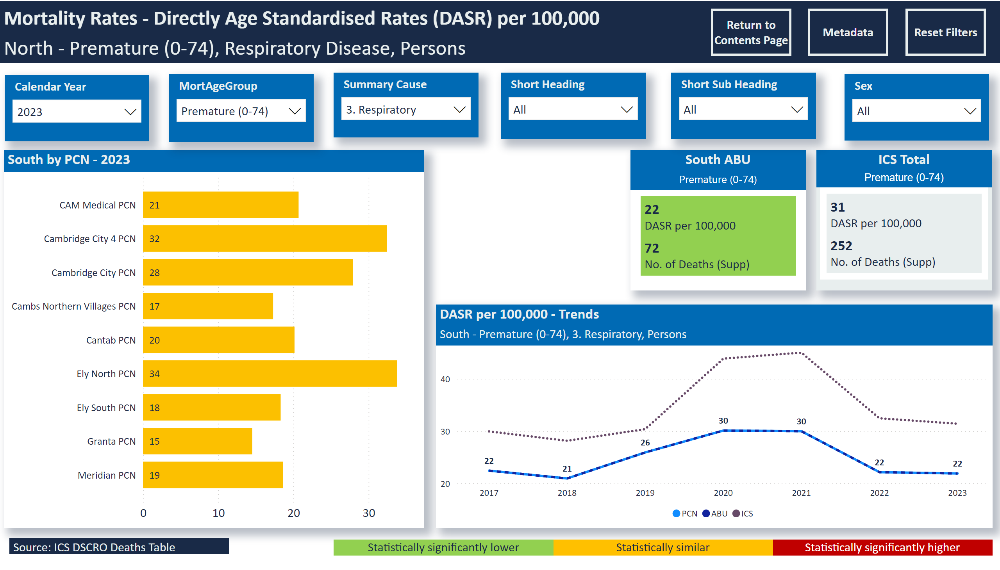 Mortality Rates - Directly Age Standardised Rates (DASR) per 100,000
North - Premature (0-74), Respiratory Disease, Persons
Return to
Contents Page
Metadata
Reset Filters
Calendar Year
2023
MortAgeGroup
Premature (0-74)
Summary Cause
3. Respiratory
Short Heading
All
Short Sub Heading
All
Sex
All
South by PCN - 2023
CAM Medical PCN 21
Cambridge City 4 PCN 32
Cambridge City PCN 28
Cambs Northern Villages PCN 17
Cantab PCN 20
Ely North PCN 34
Ely South PCN 18
Granta PCN 15
Meridian PCN 19
0 10 20 30
South ABU
Premature (0-74)
22
DASR per 100,000
72
No. of Deaths (Supp)
ICS Total
Premature (0-74)
31
DASR per 100,000
252
No. of Deaths (Supp)
DASR per 100,000 - Trends
South - Premature (0-74), 3. Respiratory, Persons
40
30
20
22 21 26 30 30 22 22
2017 2018 2019 2020 2021 2022 2023
PCN ABU ICS
Source: ICS DSCRO Deaths Table
Statistically significantly lower
Statistically similar
Statistically significantly higher